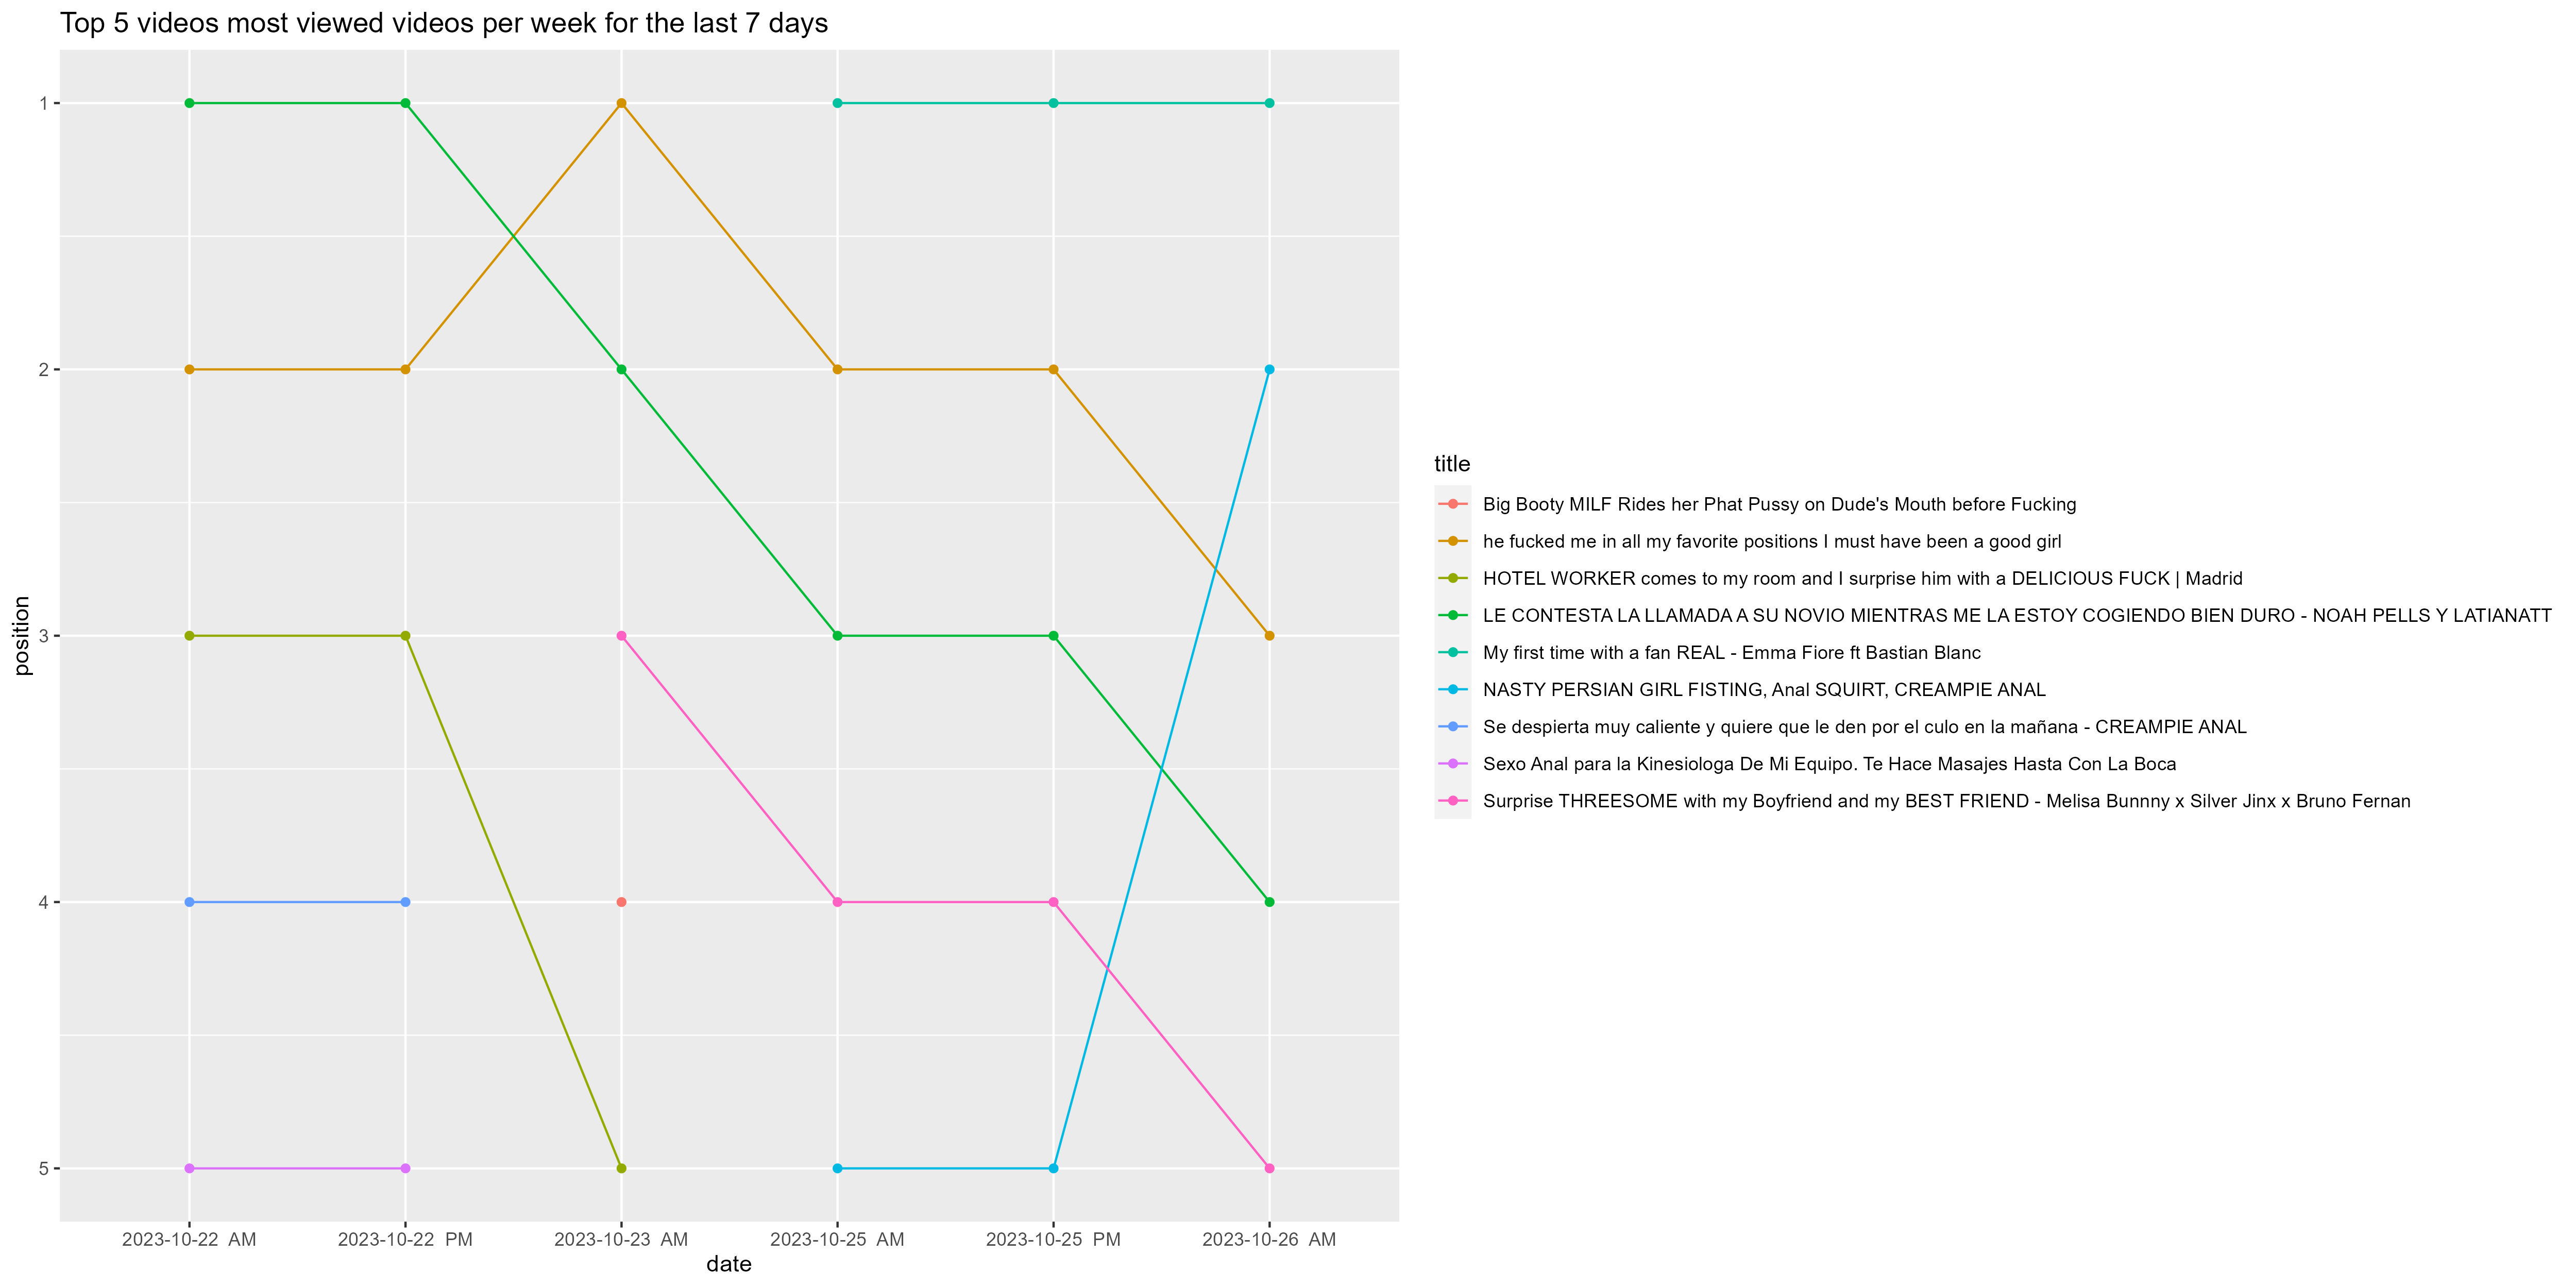 Top 5 videos most viewed videos per week for the last 7 days
position
1
2
3
4
5
2023-10-22 AM
2023-10-22 PM
2023-10-23 AM
2023-10-25 AM
2023-10-25 PM
2023-10-26 AM
date
title
Big Booty MILF Rides her Phat Pussy on Dude's Mouth before Fucking
he fucked me in all my favorite positions I must have been a good girl
HOTEL WORKER comes to my room and I surprise him with a DELICIOUS FUCK | Madrid
LE CONTESTA LA LLAMADA A SU NOVIO MIENTRAS ME LA ESTOY COGIENDO BIEN DURO - NOAH PELLS Y LATIANATT
My first time with a fan REAL - Emma Fiore ft Bastian Blanc
NASTY PERSIAN GIRL FISTING, Anal SQUIRT, CREAMPIE ANAL
Se despierta muy caliente y quiere que le den por el culo en la mañana - CREAMPIE ANAL
Sexo Anal para la Kinesiologa De Mi Equipo. Te Hace Masajes Hasta Con La Boca
Surprise THREESOME with my Boyfriend and my BEST FRIEND - Melisa Bunnny x Silver Jinx x Bruno Fernan